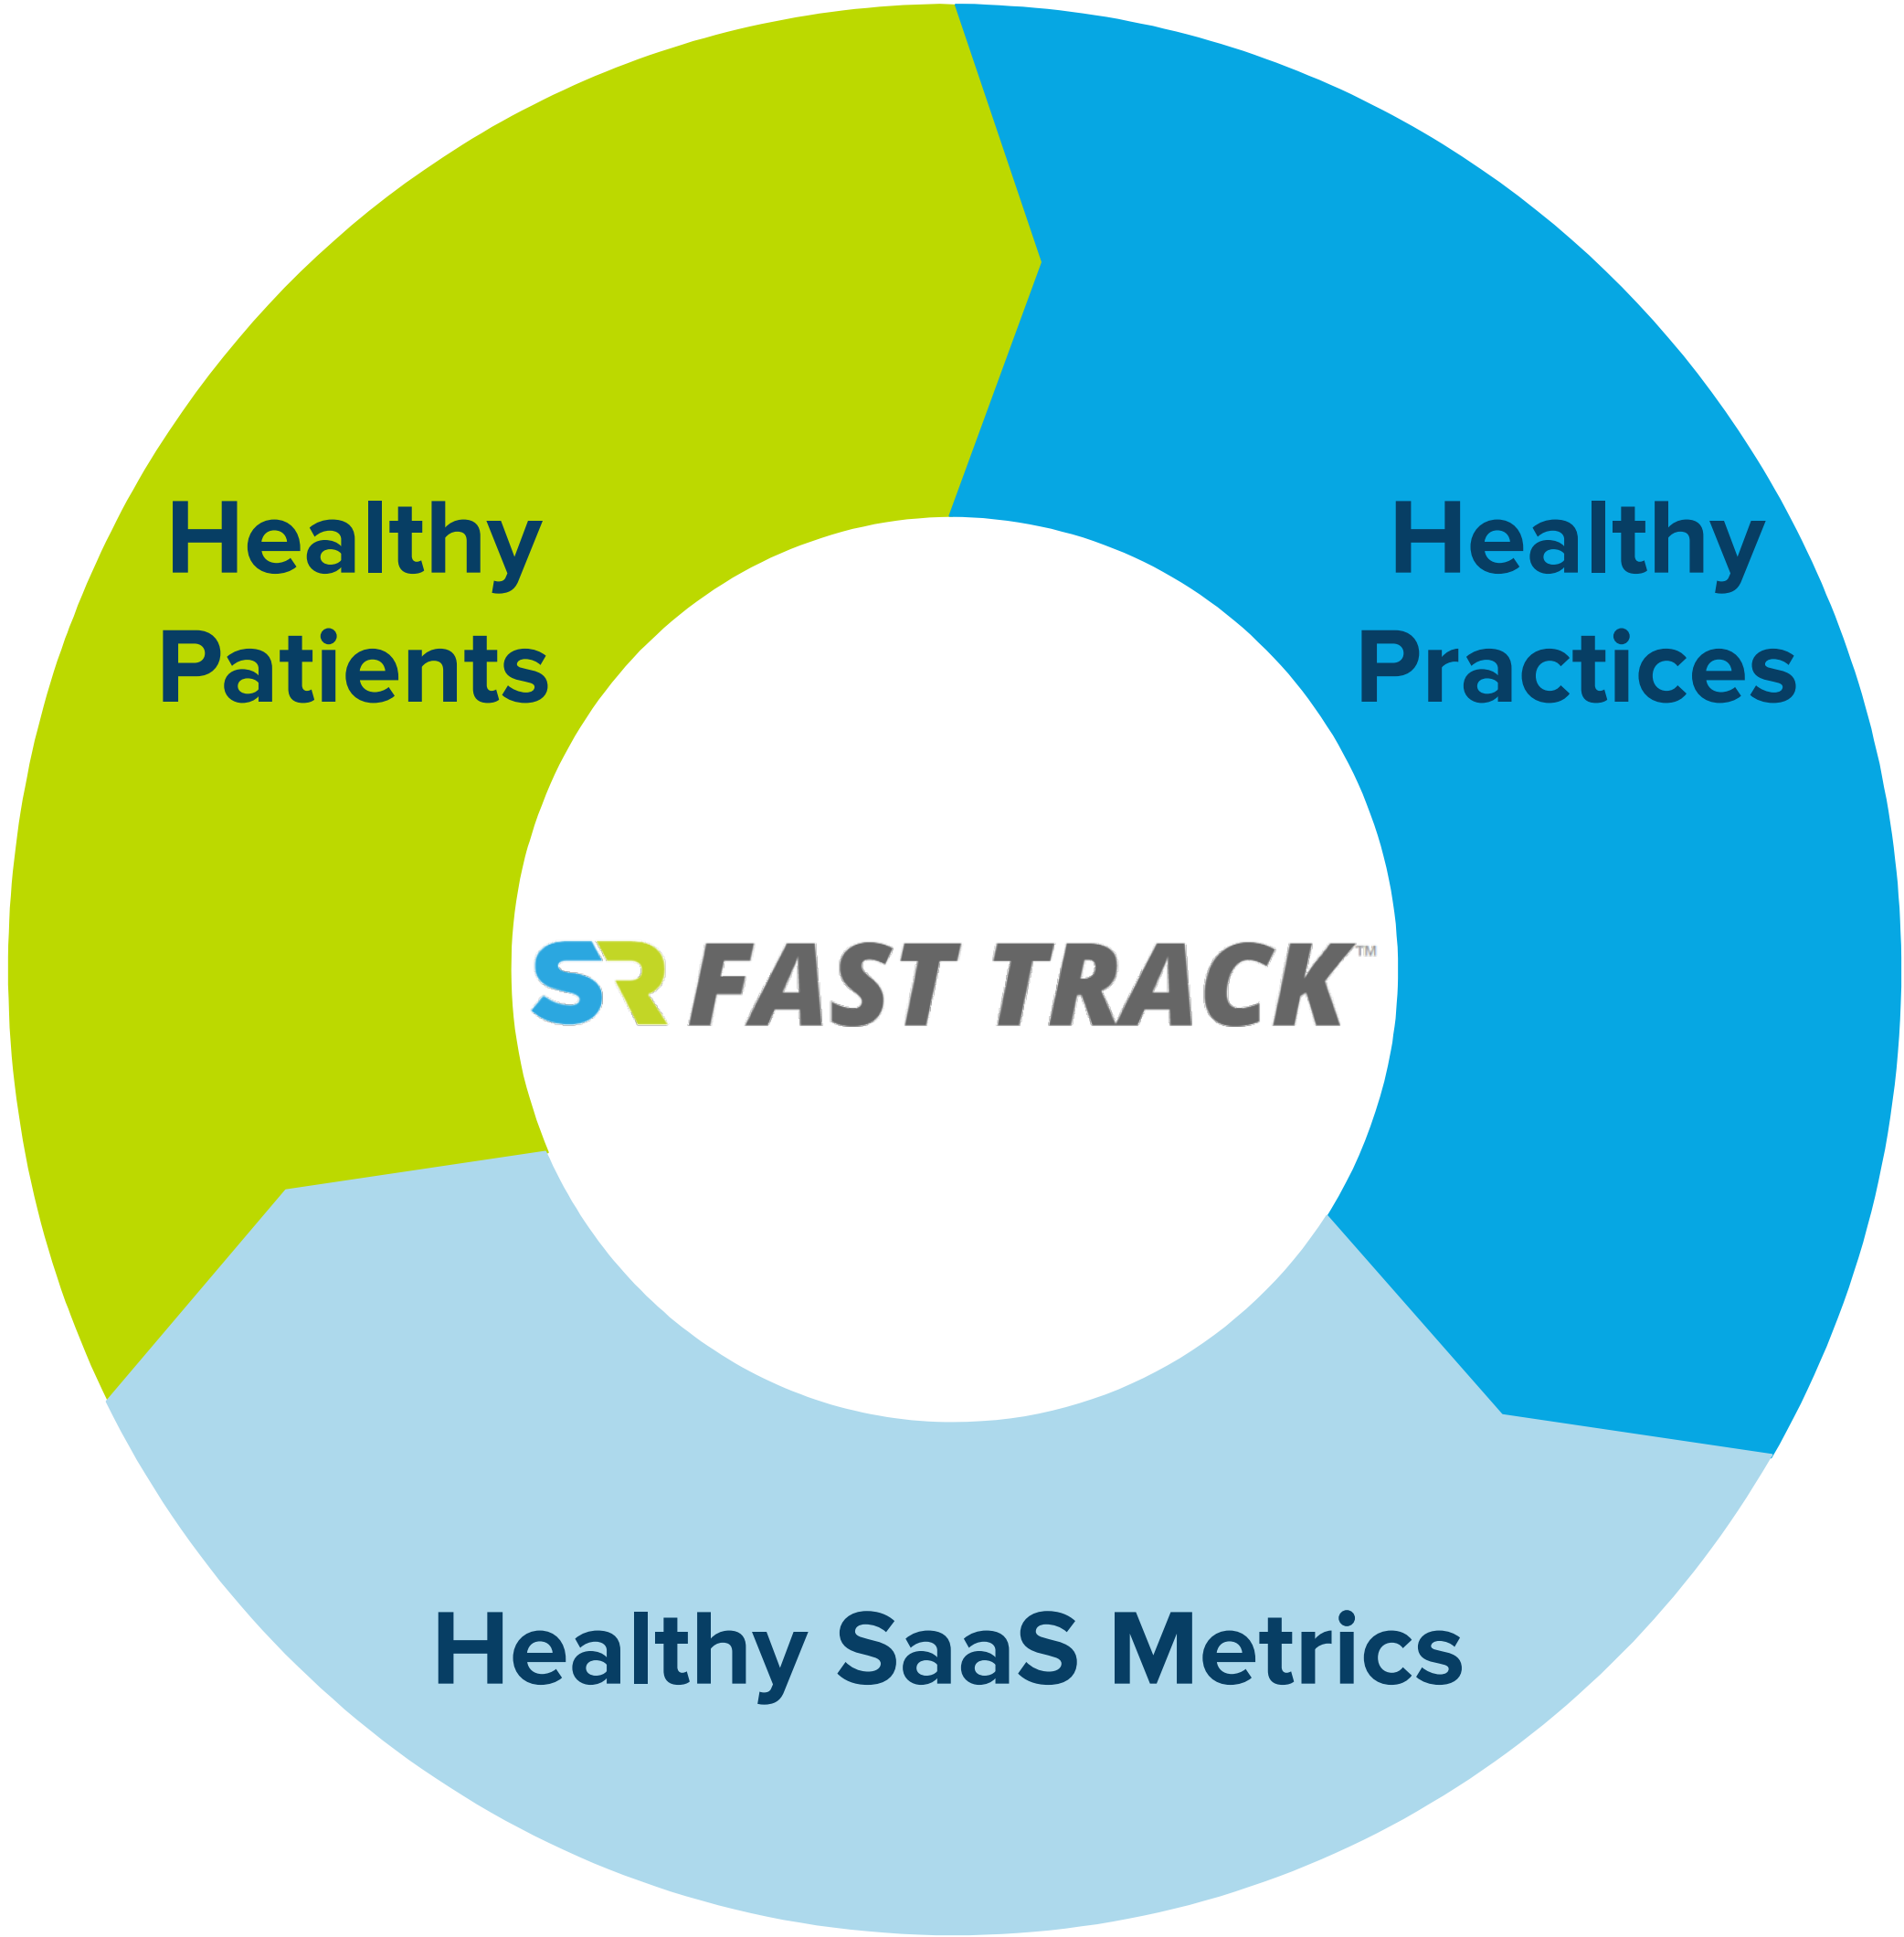 Healthy
Patients
Healthy
Practices
SR FAST TRACK™
Healthy SaaS Metrics